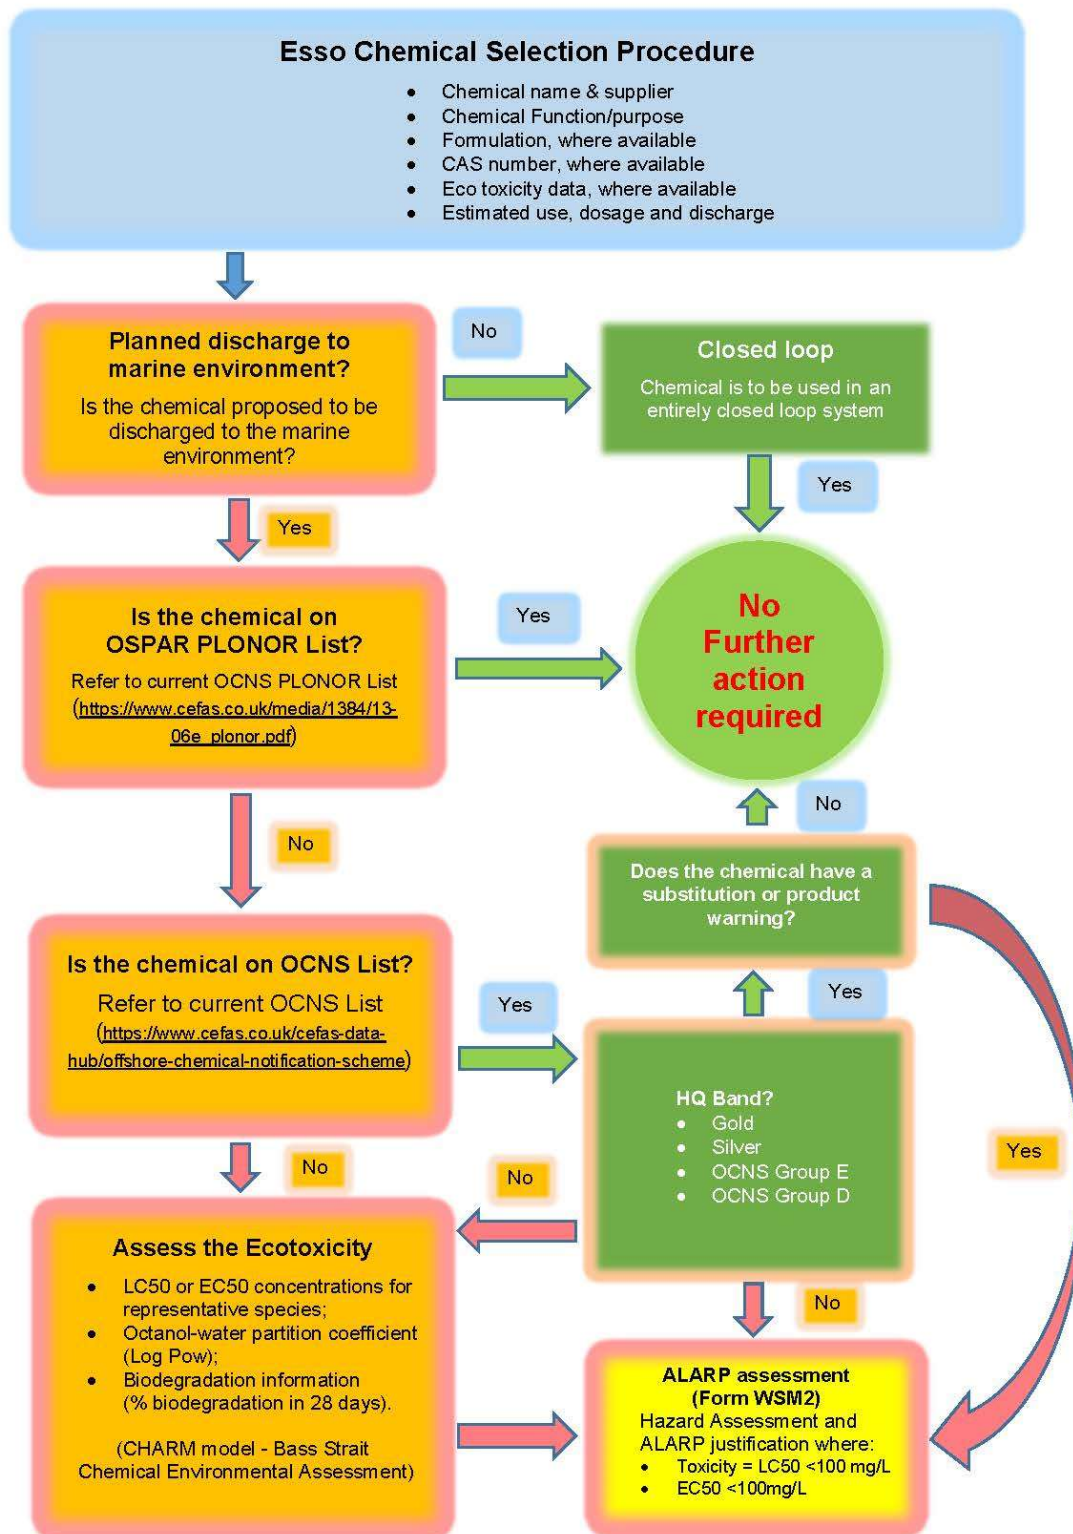 Esso Chemical Selection Procedure
• Chemical name & supplier
• Chemical Function/purpose
• Formulation, where available
• CAS number, where available
• Eco toxicity data, where available
• Estimated use, dosage and discharge
Planned discharge to
marine environment?
Is the chemical proposed to be
discharged to the marine
environment?
No
Closed loop
Chemical is to be used in an
entirely closed loop system
Yes
Yes
Is the chemical on
OSPAR PLONOR List?
Refer to current OCNS PLONOR List
(https://www.cefas.co.uk/media/1384/13-
06e_plonor.pdf)
Yes
No
Further
action
required
No
No
Does the chemical have a
substitution or product
warning?
Is the chemical on OCNS List?
Refer to current OCNS List
(https://www.cefas.co.uk/cefas-data-
hub/offshore-chemical-notification-scheme)
Yes
Yes
HQ Band?
• Gold
• Silver
• OCNS Group E
• OCNS Group D
Yes
No
No
Assess the Ecotoxicity
• LC50 or EC50 concentrations for
representative species;
• Octanol-water partition coefficient
(Log Pow);
• Biodegradation information
(% biodegradation in 28 days).
(CHARM model - Bass Strait
Chemical Environmental Assessment)
No
ALARP assessment
(Form WSM2)
Hazard Assessment and
ALARP justification where:
• Toxicity = LC50 <100 mg/L
• EC50 <100mg/L